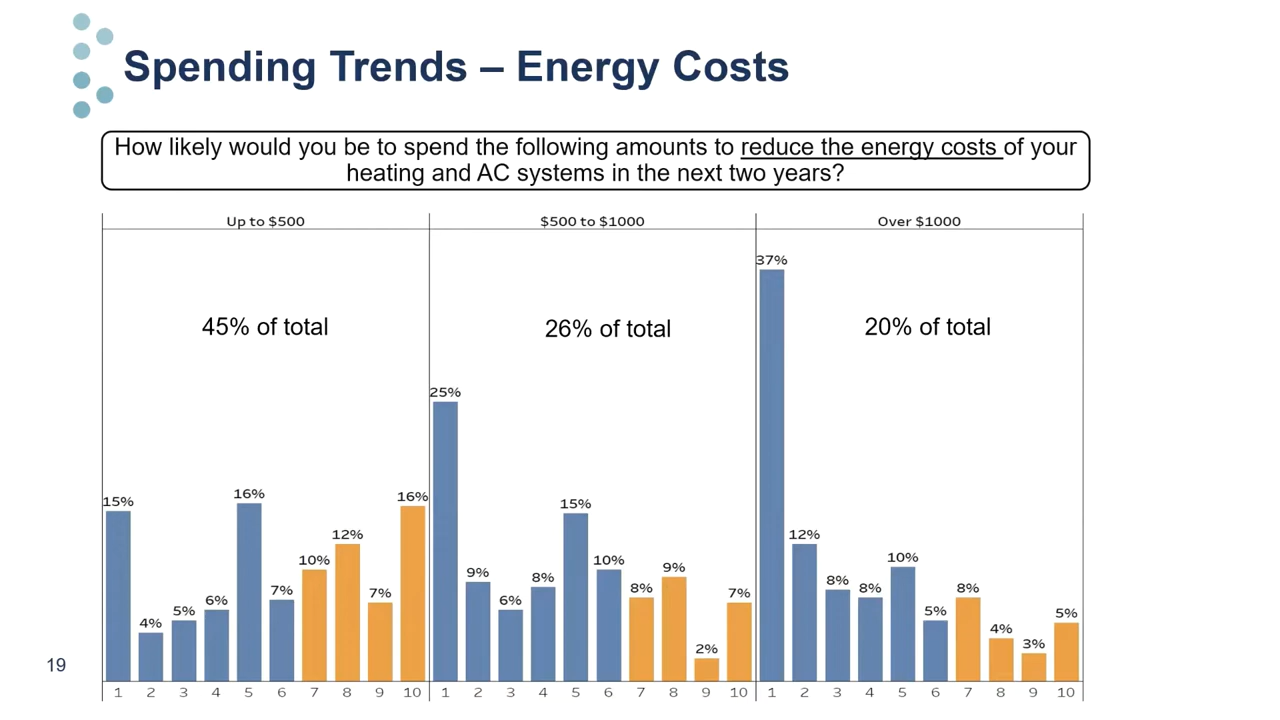 Spending Trends – Energy Costs
How likely would you be to spend the following amounts to reduce the energy costs of your
heating and AC systems in the next two years?
Up to $500
$500 to $1000
Over $1000
45% of total
26% of total
20% of total
15%
4%
5%
6%
16%
7%
10%
12%
7%
16%
25%
9%
6%
8%
15%
10%
8%
9%
2%
7%
37%
12%
8%
8%
10%
5%
8%
4%
3%
5%
1 2 3 4 5 6 7 8 9 10
1 2 3 4 5 6 7 8 9 10
1 2 3 4 5 6 7 8 9 10
19